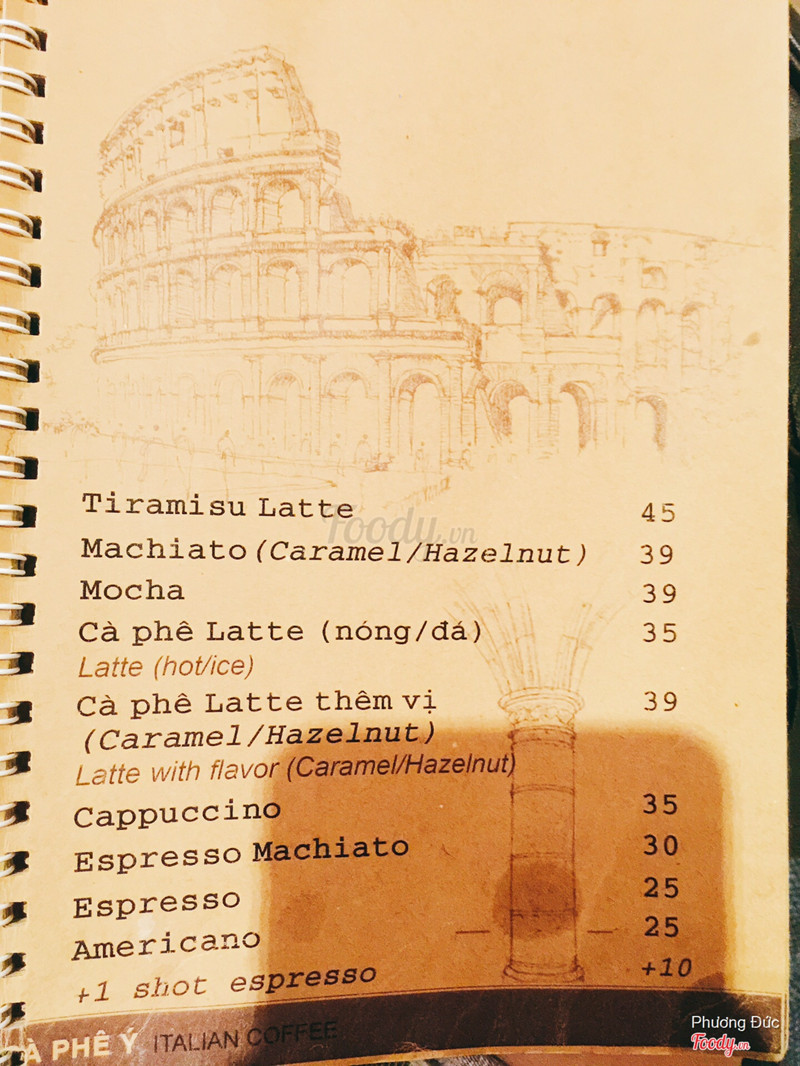 Tiramisu Latte 45
Machiato (Caramel/Hazelnut) 39
Mocha 39
Cà phê Latte (nóng/đá) 35
Latte (hot/ice)
Cà phê Latte thêm vị 39
(Caramel/Hazelnut)
Latte with flavor (Caramel/Hazelnut)
Cappuccino 35
Espresso Machiato 30
Espresso 25
Americano 25
+1 shot espresso +10
À PHÊ Ý ITALIAN COFFEE
Foody.vn
Phương Đức
Foody.vn